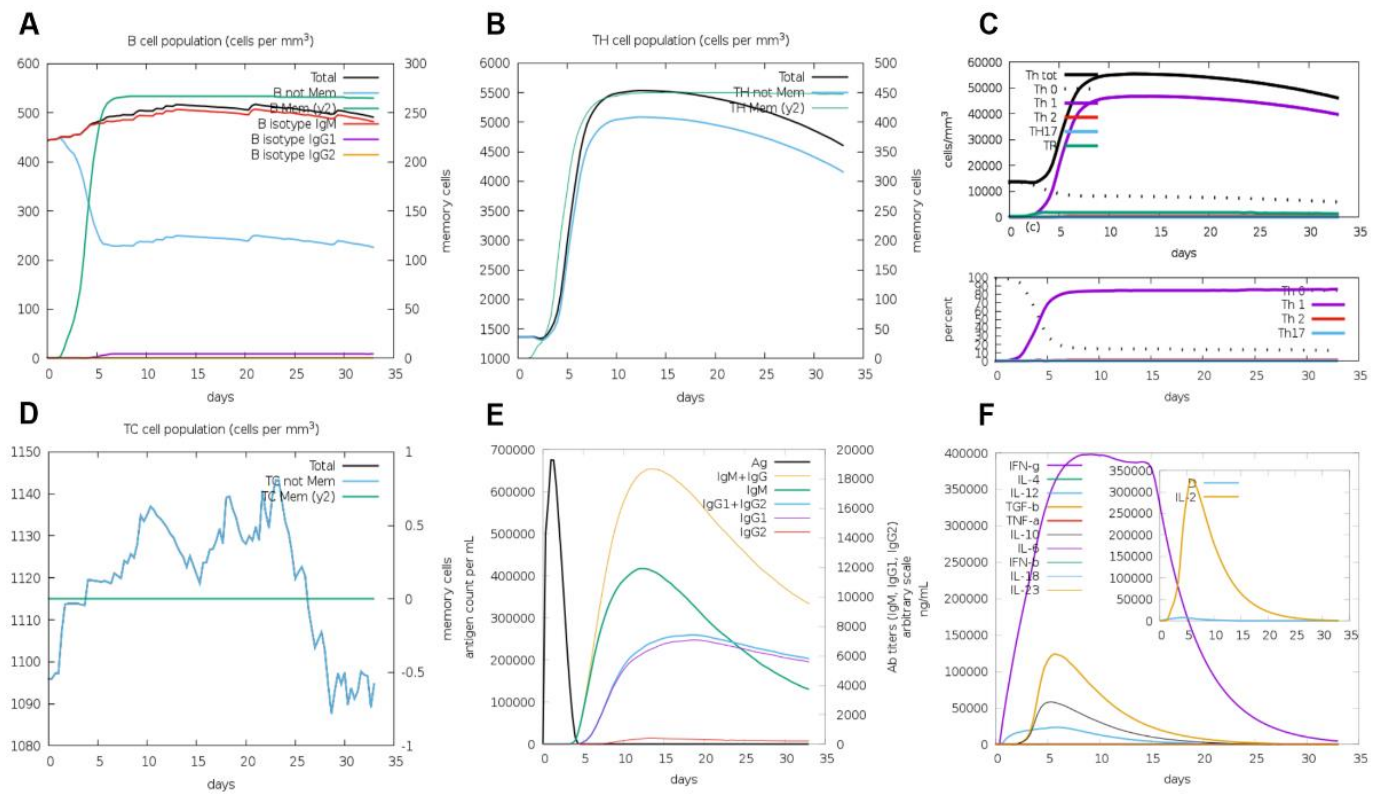 A
B cell population (cells per mm³)
600
500
400
300
200
100
0
300
250
200
150
100
50
0
Total
B not Mem
B Mem (y2)
B isotype IgM
B isotype IgG1
B isotype IgG2
memory cells
0 5 10 15 20 25 30 35
days
B
TH cell population (cells per mm³)
6000
5500
5000
4500
4000
3500
3000
2500
2000
1500
1000
500
450
400
350
300
250
200
150
100
50
0
Total
TH not Mem
TH Mem (y2)
memory cells
0 5 10 15 20 25 30 35
days
C
60000
50000
40000
30000
20000
10000
0
cells/mm³
Th tot
Th 0
Th 1
Th 2
TH17
TR
0 5 10 15 20 25 30 35
(c)
days
100
90
80
70
60
50
40
30
20
10
0
percent
Th 0
Th 1
Th 2
Th17
0 5 10 15 20 25 30 35
days
D
TC cell population (cells per mm³)
1150
1140
1130
1120
1110
1100
1090
1080
1
0.5
0
-0.5
-1
Total
TC not Mem
TC Mem (y2)
memory cells
0 5 10 15 20 25 30 35
days
E
700000
600000
500000
400000
300000
200000
100000
0
antigen count per mL
20000
18000
16000
14000
12000
10000
8000
6000
4000
2000
0
Ag
IgM+IgG
IgM
IgG1+IgG2
IgG1
IgG2
Ab titers (IgM, IgG1, IgG2)
arbitrary scale
0 5 10 15 20 25 30 35
days
F
400000
350000
300000
250000
200000
150000
100000
50000
0
ng/mL
IFN-g
IL-4
IL-12
TGF-b
TNF-a
IL-10
IL-6
IFN-b
IL-18
IL-23
350000
300000
250000
200000
150000
100000
50000
0
D
IL-2
0 5 10 15 20 25 30 35
0 5 10 15 20 25 30 35
days